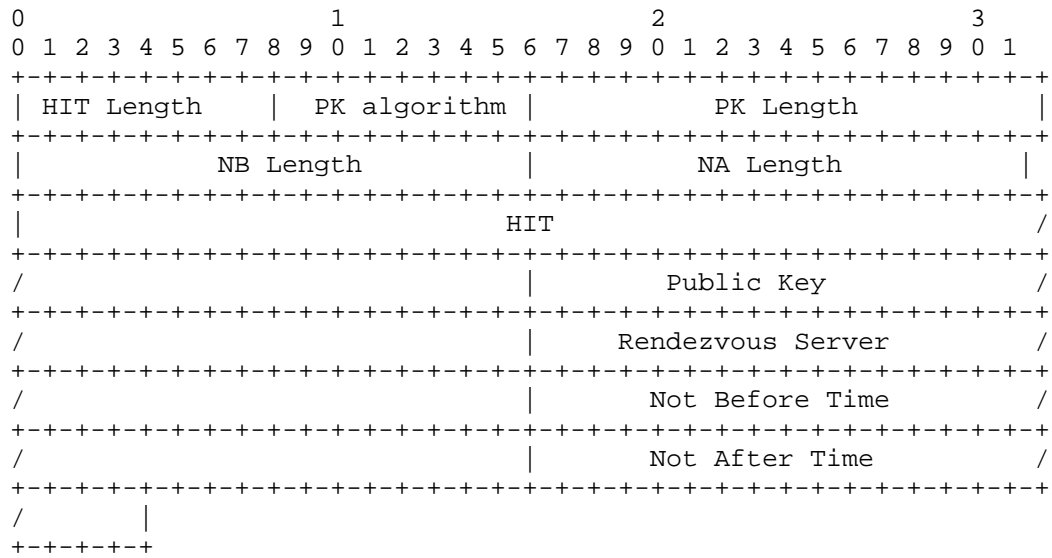 0                   1                   2                   3
0 1 2 3 4 5 6 7 8 9 0 1 2 3 4 5 6 7 8 9 0 1 2 3 4 5 6 7 8 9 0 1
+-+-+-+-+-+-+-+-+-+-+-+-+-+-+-+-+-+-+-+-+-+-+-+-+-+-+-+-+-+-+-+-+
| HIT Length    |  PK algorithm |           PK Length           |
+-+-+-+-+-+-+-+-+-+-+-+-+-+-+-+-+-+-+-+-+-+-+-+-+-+-+-+-+-+-+-+-+
|            NB Length          |          NA Length           |
+-+-+-+-+-+-+-+-+-+-+-+-+-+-+-+-+-+-+-+-+-+-+-+-+-+-+-+-+-+-+-+-+
|                              HIT                              /
+-+-+-+-+-+-+-+-+-+-+-+-+-+-+-+-+-+-+-+-+-+-+-+-+-+-+-+-+-+-+-+-+
/                               |        Public Key             /
+-+-+-+-+-+-+-+-+-+-+-+-+-+-+-+-+-+-+-+-+-+-+-+-+-+-+-+-+-+-+-+-+
/                               |     Rendezvous Server         /
+-+-+-+-+-+-+-+-+-+-+-+-+-+-+-+-+-+-+-+-+-+-+-+-+-+-+-+-+-+-+-+-+
/                               |       Not Before Time         /
+-+-+-+-+-+-+-+-+-+-+-+-+-+-+-+-+-+-+-+-+-+-+-+-+-+-+-+-+-+-+-+-+
/                               |       Not After Time          /
+-+-+-+-+-+-+-+-+-+-+-+-+-+-+-+-+-+-+-+-+-+-+-+-+-+-+-+-+-+-+-+-+
/       |
+-+-+-+-+